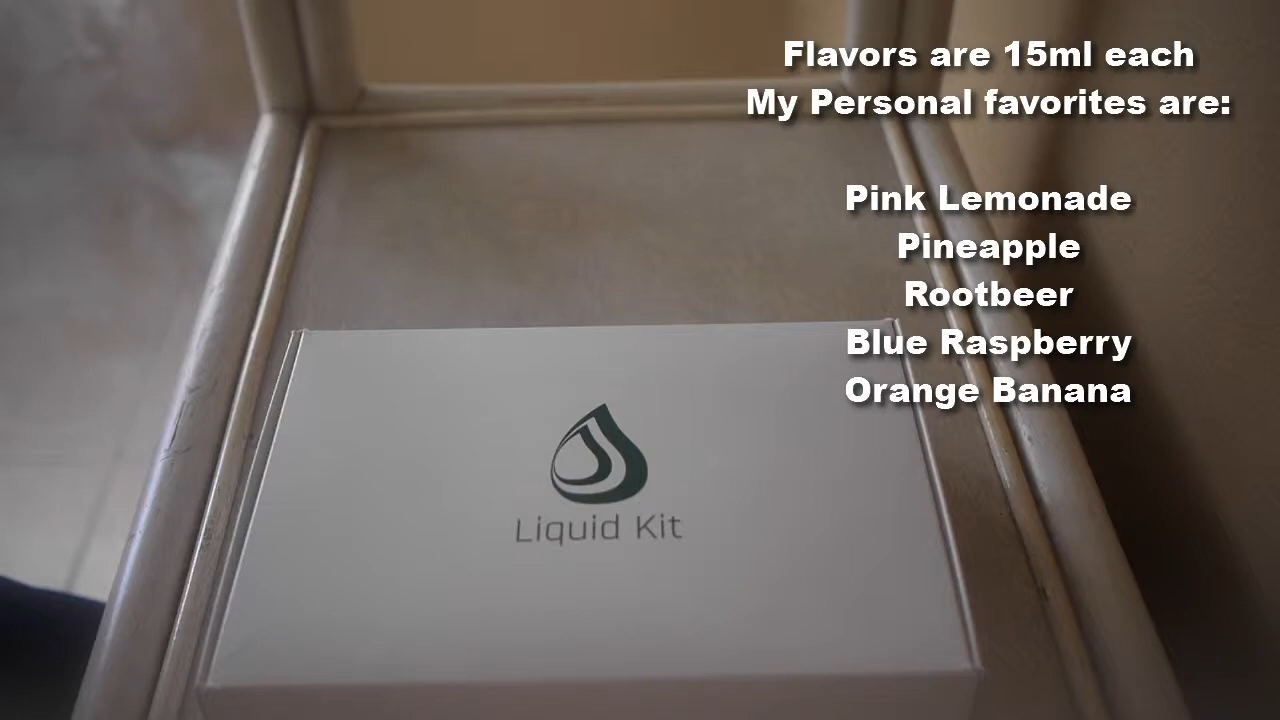 Flavors are 15ml each
My Personal favorites are:
Pink Lemonade
Pineapple
Rootbeer
Blue Raspberry
Orange Banana
Liquid Kit